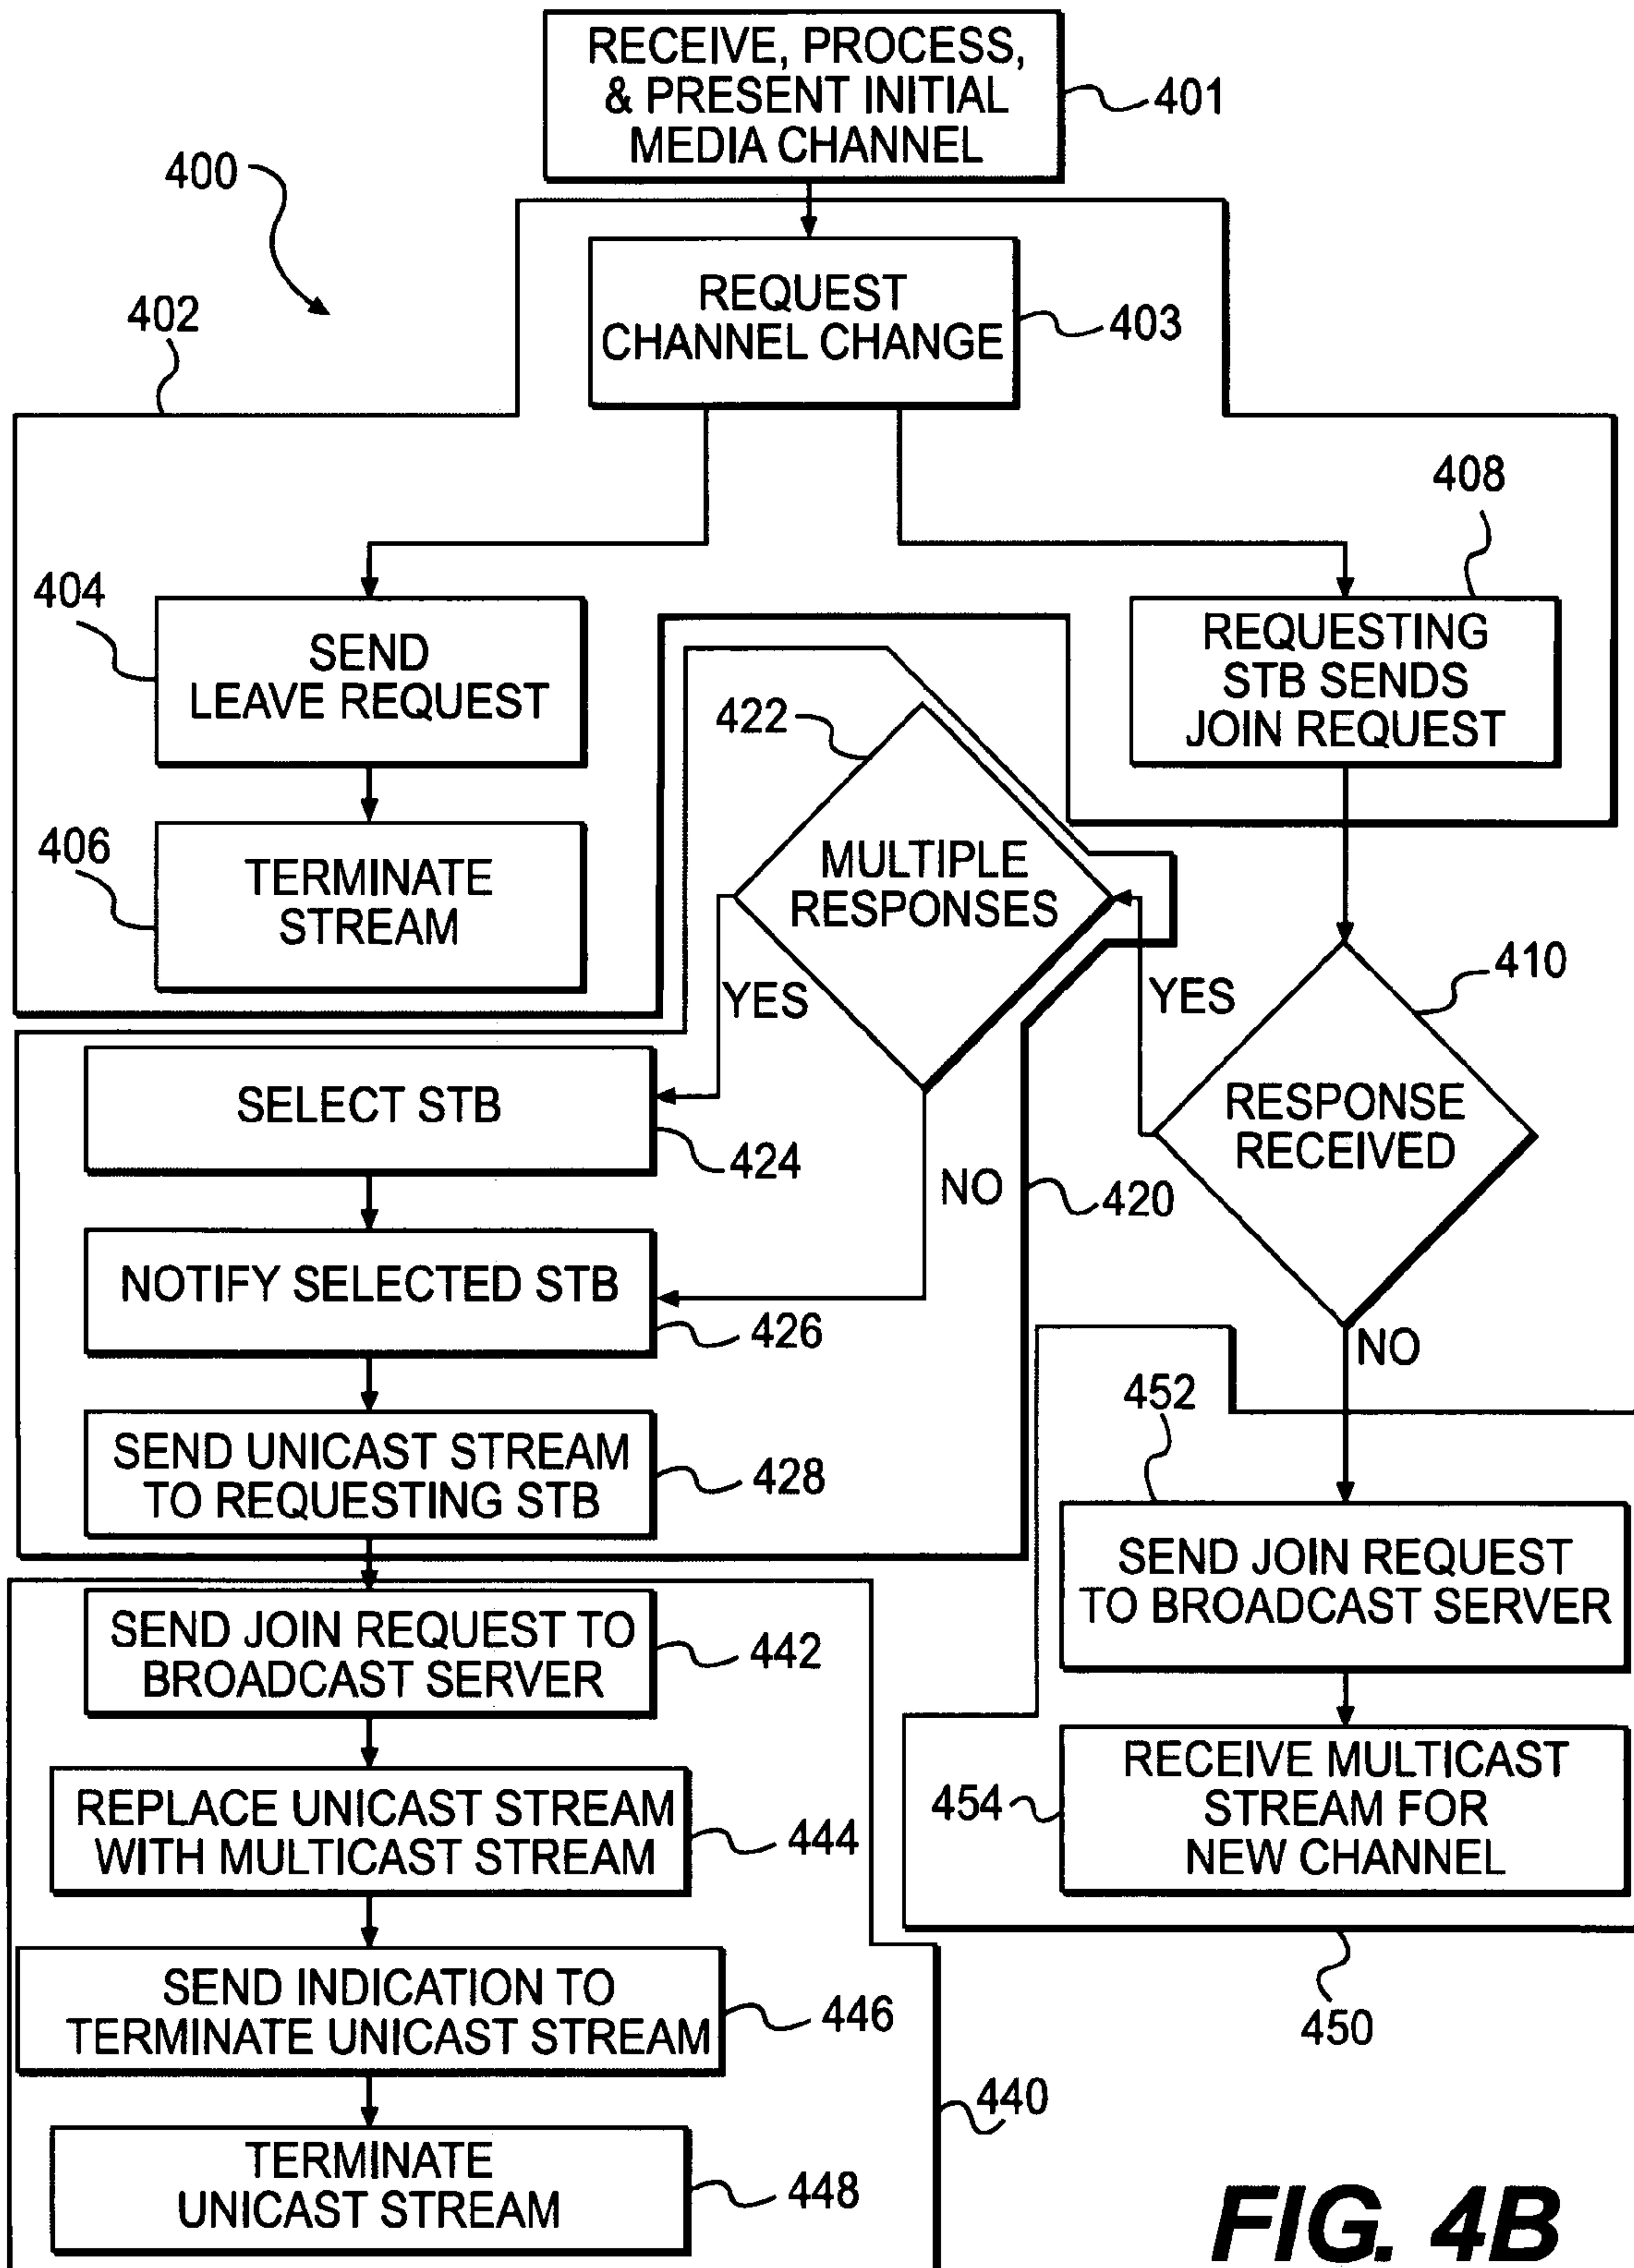 RECEIVE, PROCESS,
& PRESENT INITIAL
MEDIA CHANNEL
401
400
402
REQUEST
CHANNEL CHANGE
403
408
404
SEND
LEAVE REQUEST
REQUESTING
STB SENDS
JOIN REQUEST
422
406
TERMINATE
STREAM
MULTIPLE
RESPONSES
YES
YES
410
SELECT STB
424
RESPONSE
RECEIVED
NO
420
NOTIFY SELECTED STB
426
NO
452
SEND UNICAST STREAM
TO REQUESTING STB
428
SEND JOIN REQUEST
TO BROADCAST SERVER
SEND JOIN REQUEST TO
BROADCAST SERVER
442
RECEIVE MULTICAST
STREAM FOR
NEW CHANNEL
454
REPLACE UNICAST STREAM
WITH MULTICAST STREAM
444
SEND INDICATION TO
TERMINATE UNICAST STREAM
446
450
440
TERMINATE
UNICAST STREAM
448
FIG. 4B